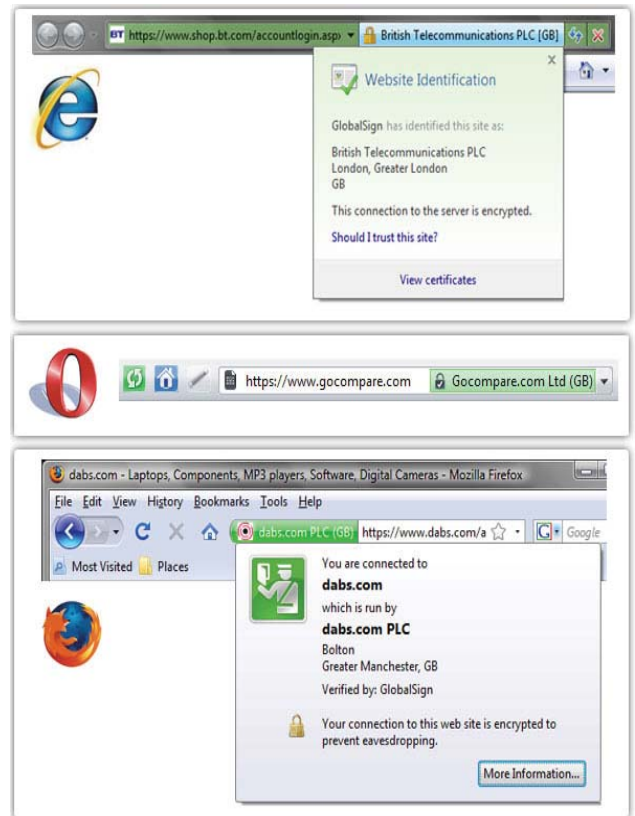 BT https://www.shop.bt.com/accountlogin.asp British Telecommunications PLC [GB]
Website Identification
GlobalSign has identified this site as:
British Telecommunications PLC
London, Greater London
GB
This connection to the server is encrypted.
Should I trust this site?
View certificates
https://www.gocompare.com Gocompare.com Ltd (GB)
dabs.com - Laptops, Components, MP3 players, Software, Digital Cameras - Mozilla Firefox
File Edit View History Bookmarks Tools Help
dabs.com PLC (GB) https://www.dabs.com/a G Google
Most Visited Places
You are connected to
dabs.com
which is run by
dabs.com PLC
Bolton
Greater Manchester, GB
Verified by: GlobalSign
Your connection to this web site is encrypted to
prevent eavesdropping.
More Information...